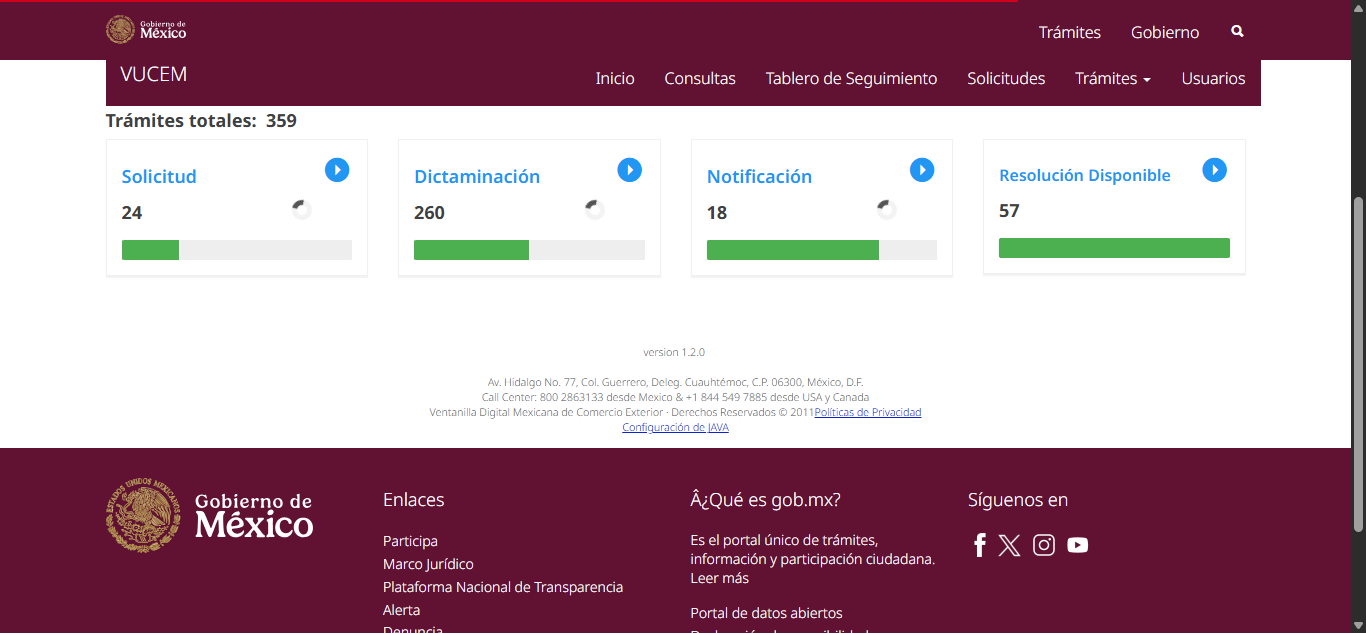 Gobierno de
México
Trámites
Gobierno
VUCEM
Inicio
Consultas
Tablero de Seguimiento
Solicitudes
Trámites
Usuarios
Trámites totales: 359
Solicitud
24
Dictaminación
260
Notificación
18
Resolución Disponible
57
version 1.2.0
Av. Hidalgo No. 77, Col. Guerrero, Deleg. Cuauhtémoc, C.P. 06300, México, D.F.
Call Center: 800 2863133 desde Mexico & +1 844 549 7885 desde USA y Canada
Ventanilla Digital Mexicana de Comercio Exterior · Derechos Reservados © 2011Políticas de Privacidad
Configuración de JAVA
ESTADOS UNIDOS MEXICANOS
Gobierno de
México
Enlaces
Participa
Marco Jurídico
Plataforma Nacional de Transparencia
Alerta
Denuncia
Â¿Qué es gob.mx?
Es el portal único de trámites,
información y participación ciudadana.
Leer más
Portal de datos abiertos
Síguenos en